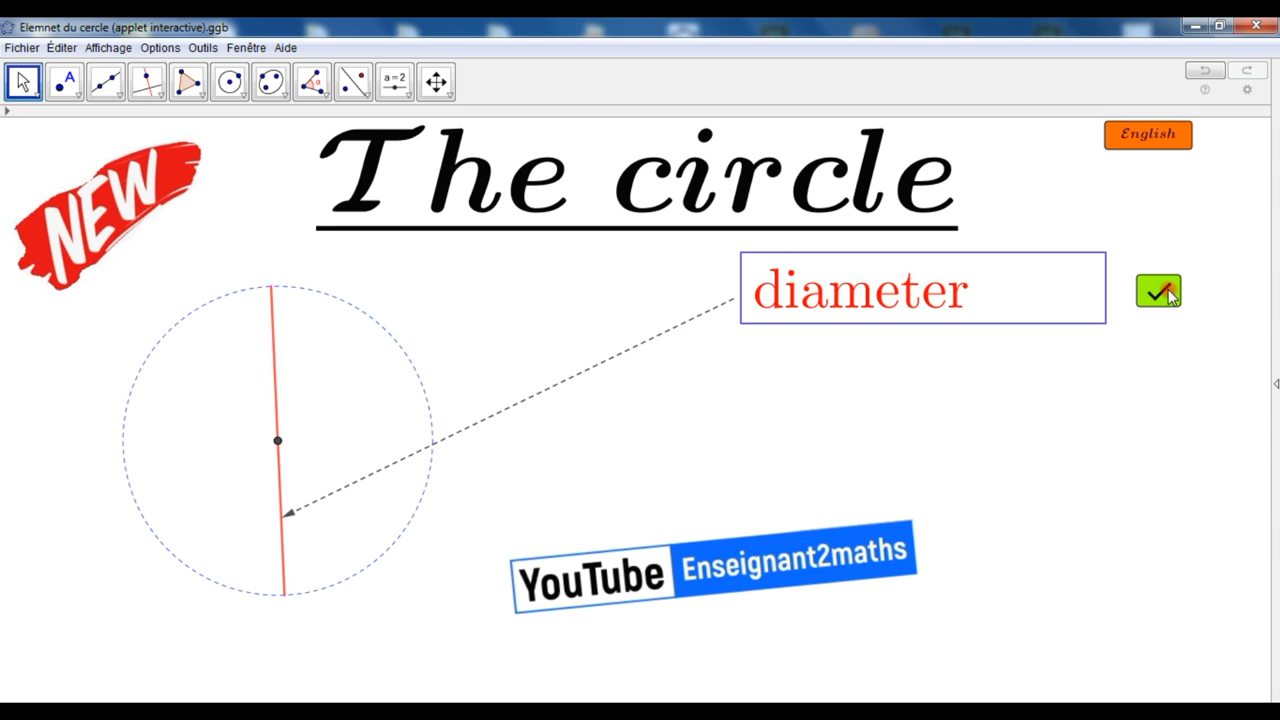 Elemnet du cercle (applet interactive).ggb
Fichier Éditer Affichage Options Outils Fenêtre Aide
A
α
a=2
English
NEW
The circle
diameter
YouTube Enseignant2maths